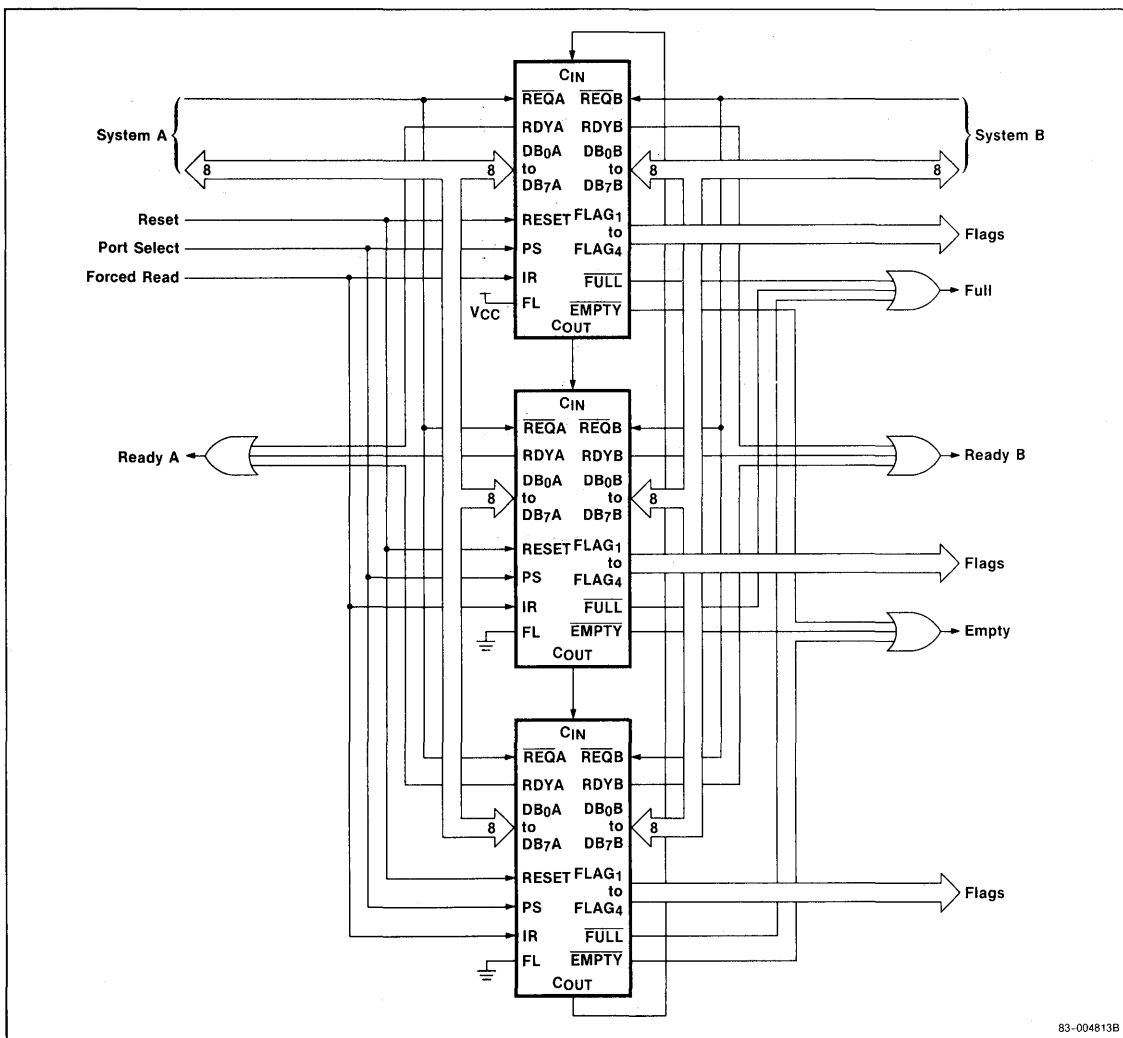 CIN
REQA REQB
System A
RDYA RDYB
System B
DB0A DB0B
8 to to 8
8 8
DB7A DB7B
Reset
RESET FLAG1
to
Flags
Port Select
PS FLAG4
Forced Read
IR FULL
Full
VCC
FL EMPTY
COUT
CIN
REQA REQB
Ready A
RDYA RDYB
Ready B
DB0A DB0B
8 to to 8
DB7A DB7B
RESET FLAG1
to
Flags
PS FLAG4
IR FULL
FL EMPTY
Empty
COUT
CIN
REQA REQB
RDYA RDYB
DB0A DB0B
8 to to 8
DB7A DB7B
RESET FLAG1
to
Flags
PS FLAG4
IR FULL
FL EMPTY
COUT
83-004813B